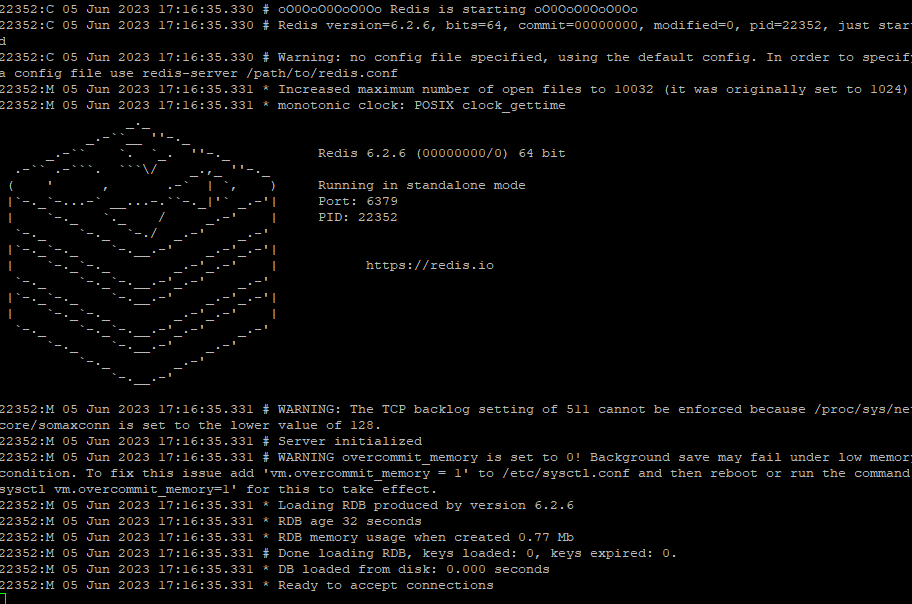 22352:C 05 Jun 2023 17:16:35.330 # oO0OoO0OoO0Oo Redis is starting oO0OoO0OoO0Oo
22352:C 05 Jun 2023 17:16:35.330 # Redis version=6.2.6, bits=64, commit=00000000, modified=0, pid=22352, just start
d
22352:C 05 Jun 2023 17:16:35.330 # Warning: no config file specified, using the default config. In order to specify
a config file use redis-server /path/to/redis.conf
22352:M 05 Jun 2023 17:16:35.331 * Increased maximum number of open files to 10032 (it was originally set to 1024)
22352:M 05 Jun 2023 17:16:35.331 * monotonic clock: POSIX clock_gettime
Redis 6.2.6 (00000000/0) 64 bit
Running in standalone mode
Port: 6379
PID: 22352
https://redis.io
22352:M 05 Jun 2023 17:16:35.331 # WARNING: The TCP backlog setting of 511 cannot be enforced because /proc/sys/net
core/somaxconn is set to the lower value of 128.
22352:M 05 Jun 2023 17:16:35.331 # Server initialized
22352:M 05 Jun 2023 17:16:35.331 # WARNING overcommit_memory is set to 0! Background save may fail under low memory
condition. To fix this issue add 'vm.overcommit_memory = 1' to /etc/sysctl.conf and then reboot or run the command
sysctl vm.overcommit_memory=1' for this to take effect.
22352:M 05 Jun 2023 17:16:35.331 * Loading RDB produced by version 6.2.6
22352:M 05 Jun 2023 17:16:35.331 * RDB age 32 seconds
22352:M 05 Jun 2023 17:16:35.331 * RDB memory usage when created 0.77 Mb
22352:M 05 Jun 2023 17:16:35.331 # Done loading RDB, keys loaded: 0, keys expired: 0.
22352:M 05 Jun 2023 17:16:35.331 * DB loaded from disk: 0.000 seconds
22352:M 05 Jun 2023 17:16:35.331 * Ready to accept connections